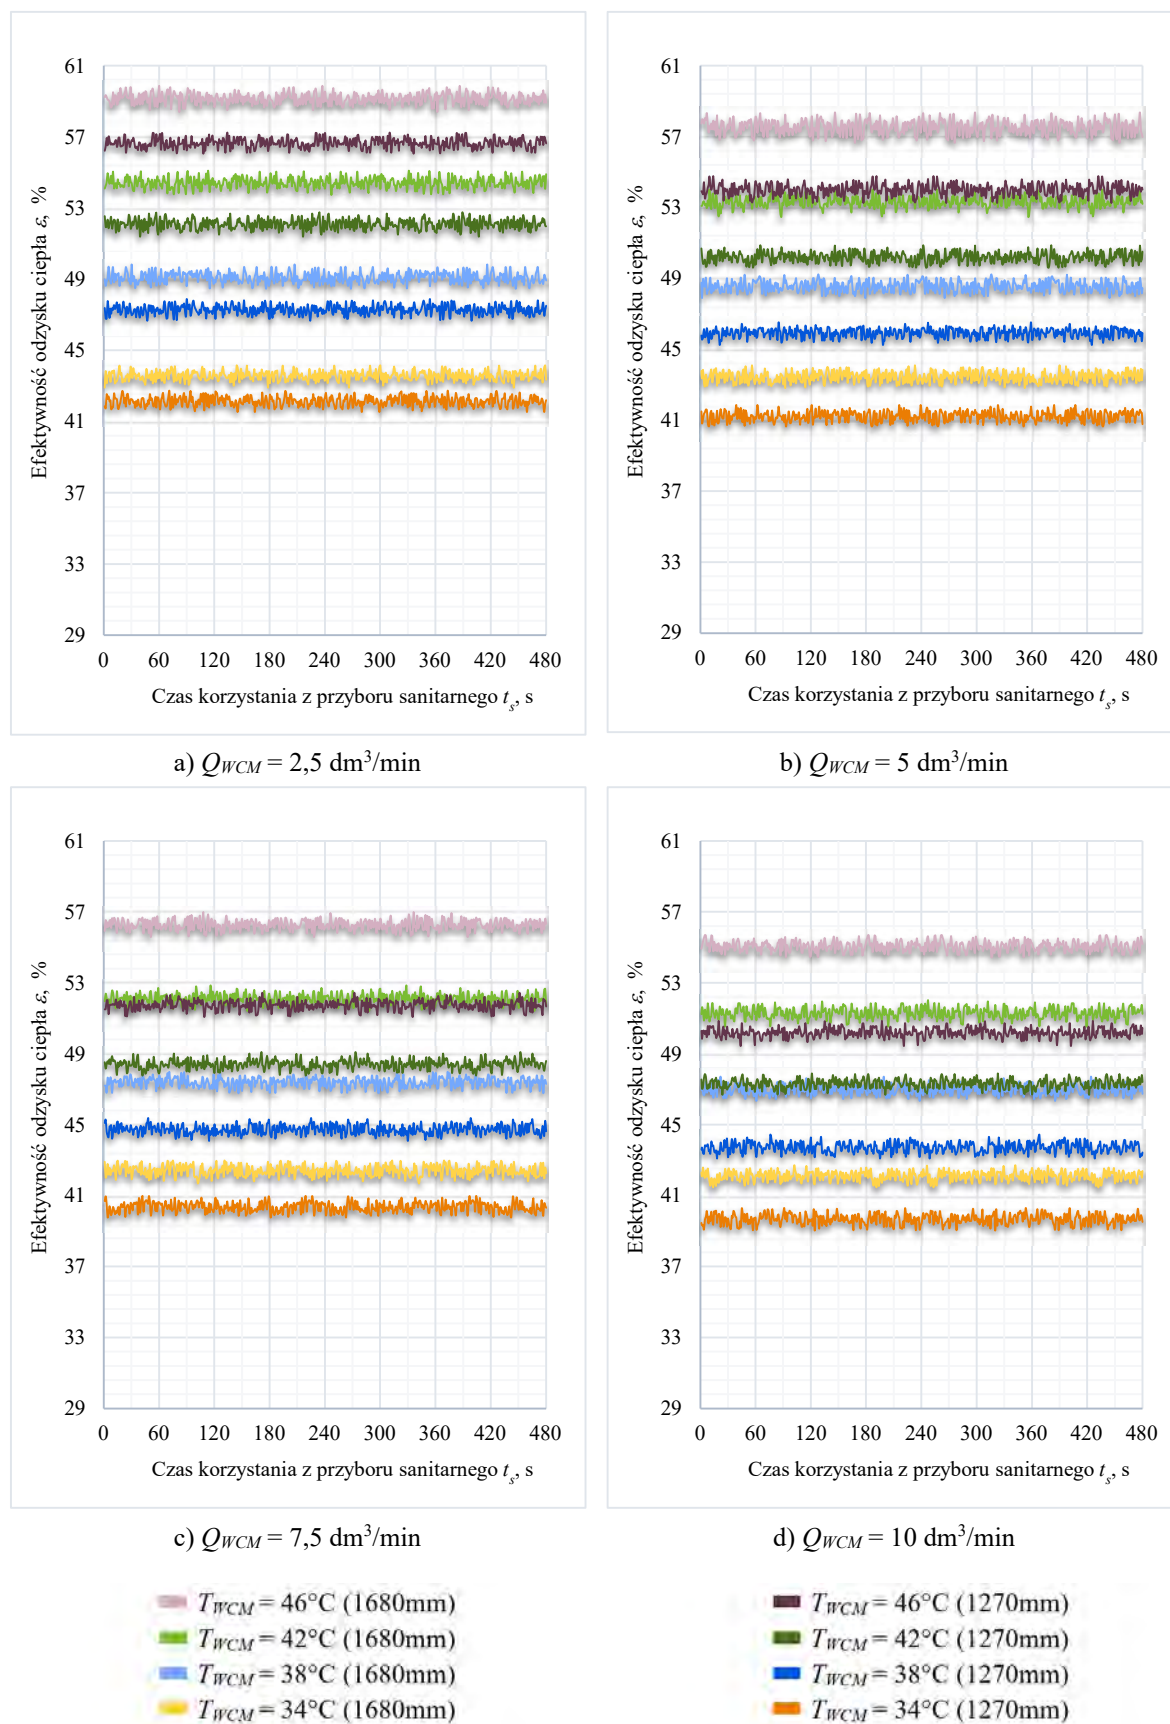 61
57
53
49
45
41
37
33
29
Efektywność odzysku ciepła ε, %
0 60 120 180 240 300 360 420 480
Czas korzystania z przyboru sanitarnego tₛ, s
a) QWCM = 2,5 dm³/min
61
57
53
49
45
41
37
33
29
Efektywność odzysku ciepła ε, %
0 60 120 180 240 300 360 420 480
Czas korzystania z przyboru sanitarnego tₛ, s
b) QWCM = 5 dm³/min
61
57
53
49
45
41
37
33
29
Efektywność odzysku ciepła ε, %
0 60 120 180 240 300 360 420 480
Czas korzystania z przyboru sanitarnego tₛ, s
c) QWCM = 7,5 dm³/min
61
57
53
49
45
41
37
33
29
Efektywność odzysku ciepła ε, %
0 60 120 180 240 300 360 420 480
Czas korzystania z przyboru sanitarnego tₛ, s
d) QWCM = 10 dm³/min
TWCM = 46°C (1680mm)
TWCM = 42°C (1680mm)
TWCM = 38°C (1680mm)
TWCM = 34°C (1680mm)
TWCM = 46°C (1270mm)
TWCM = 42°C (1270mm)
TWCM = 38°C (1270mm)
TWCM = 34°C (1270mm)